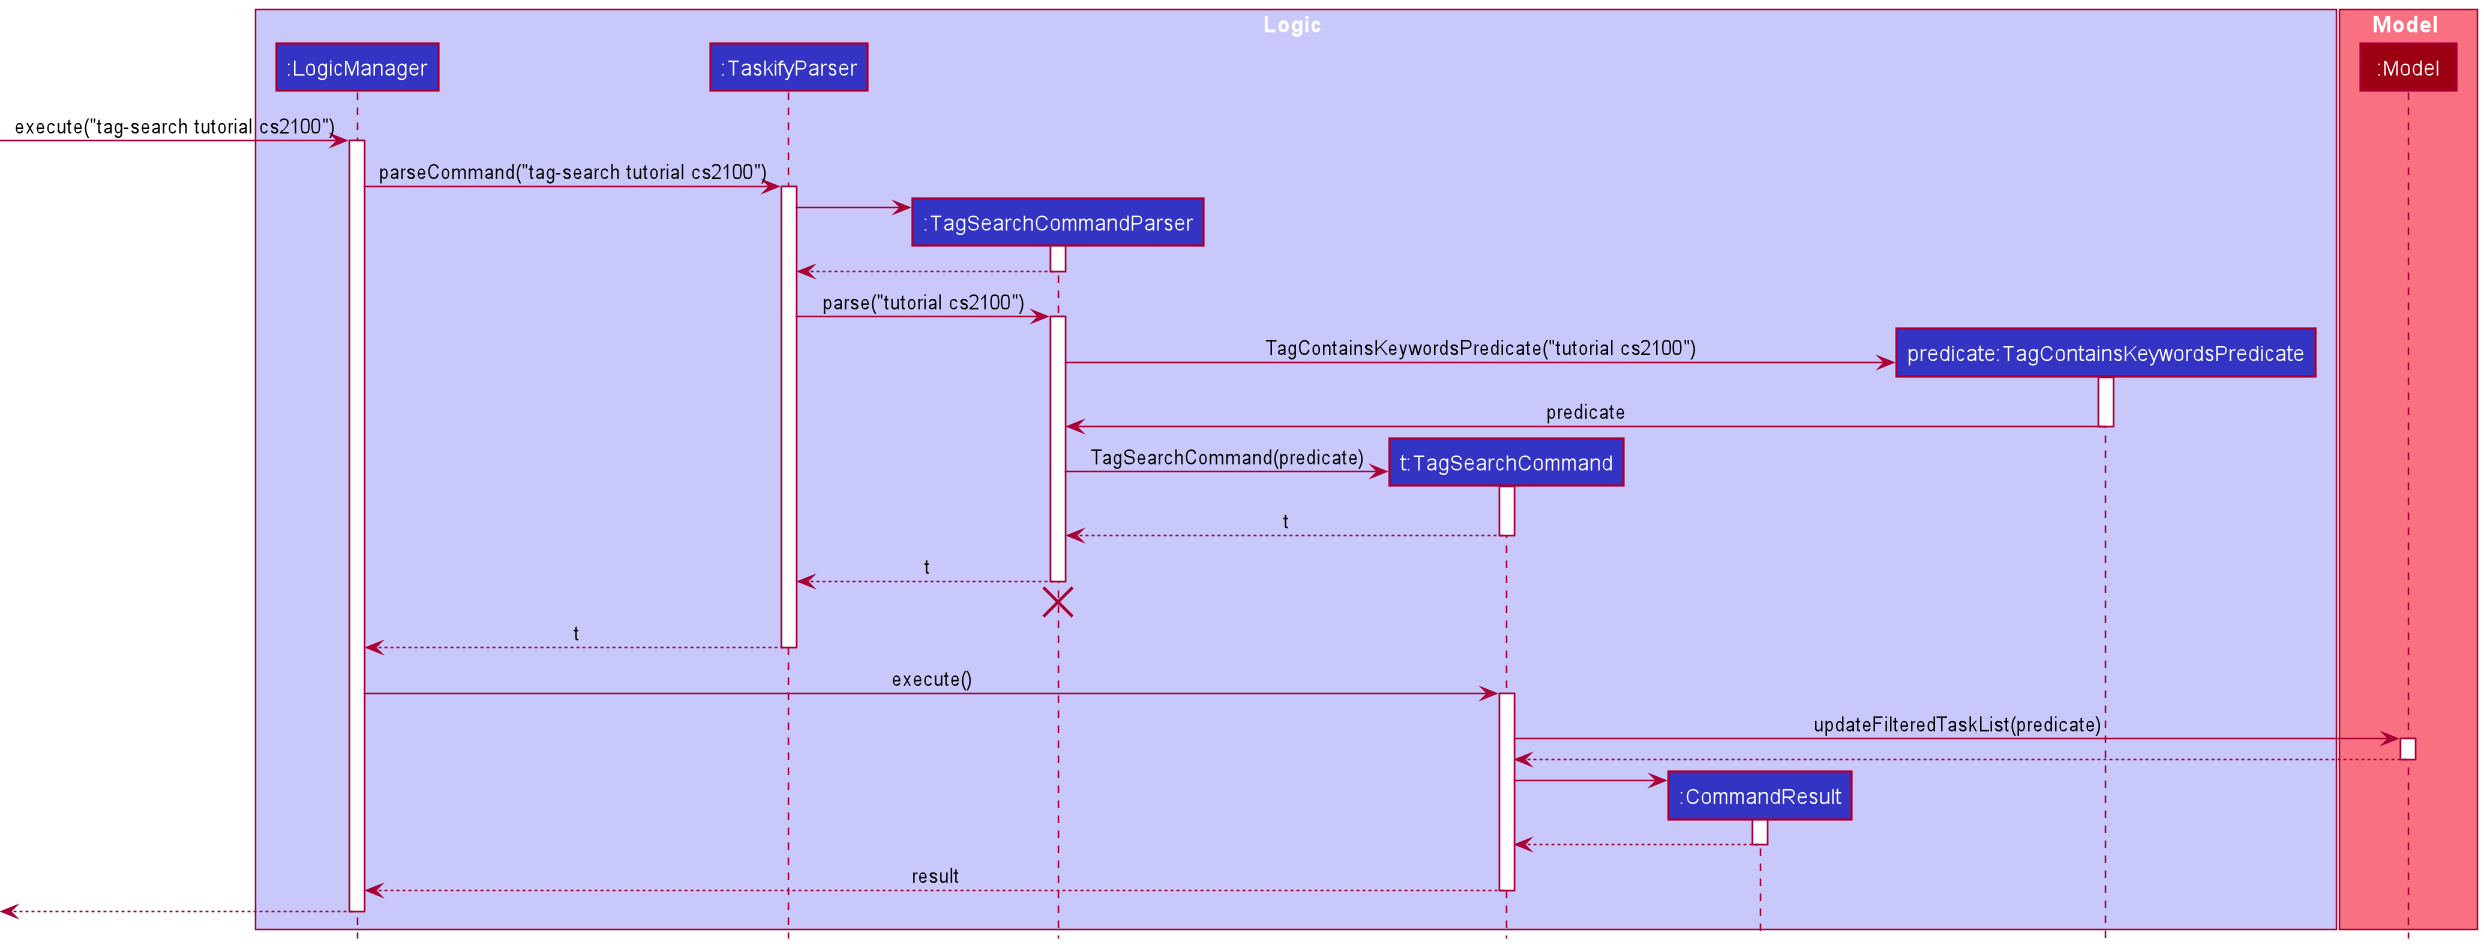 Logic
Model
:LogicManager
:TaskifyParser
:Model
execute("tag-search tutorial cs2100")
parseCommand("tag-search tutorial cs2100")
:TagSearchCommandParser
parse("tutorial cs2100")
TagContainsKeywordsPredicate("tutorial cs2100")
predicate:TagContainsKeywordsPredicate
predicate
TagSearchCommand(predicate)
t:TagSearchCommand
t
t
t
execute()
updateFilteredTaskList(predicate)
:CommandResult
result